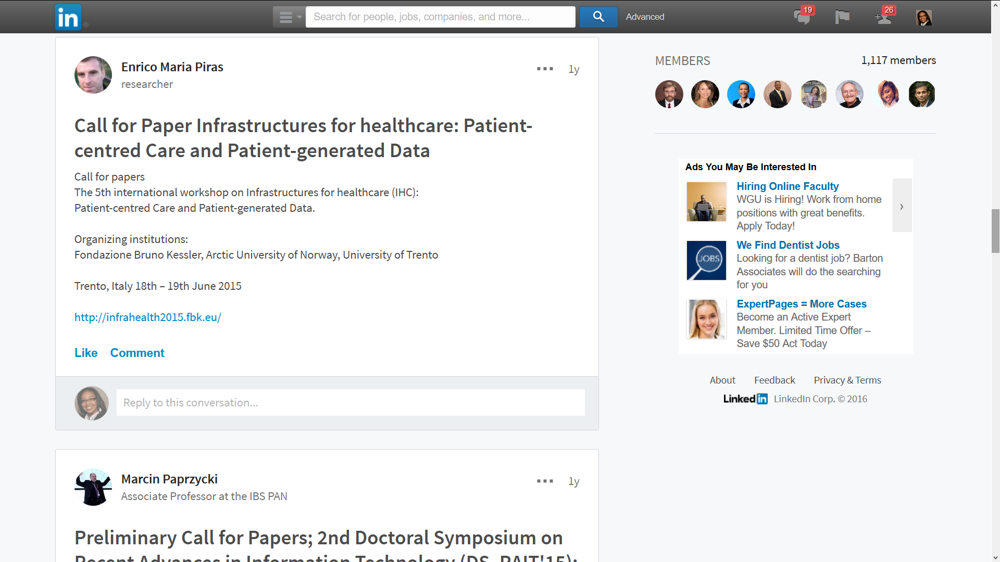 in
Search for people, jobs, companies, and more...
Advanced
19
26
Enrico Maria Piras
researcher
1y
Call for Paper Infrastructures for healthcare: Patient-
centred Care and Patient-generated Data
Call for papers
The 5th international workshop on Infrastructures for healthcare (IHC):
Patient-centred Care and Patient-generated Data.
Organizing institutions:
Fondazione Bruno Kessler, Arctic University of Norway, University of Trento
Trento, Italy 18th – 19th June 2015
http://infrahealth2015.fbk.eu/
Like Comment
Reply to this conversation...
Marcin Paprzycki
Associate Professor at the IBS PAN
1y
Preliminary Call for Papers; 2nd Doctoral Symposium on
Recent Advances in Information Technology (DS-RAIT'15):
MEMBERS
1,117 members
Ads You May Be Interested In
Hiring Online Faculty
WGU is Hiring! Work from home
positions with great benefits.
Apply Today!
JOBS
We Find Dentist Jobs
Looking for a dentist job? Barton
Associates will do the searching
for you
ExpertPages = More Cases
Become an Active Expert
Member. Limited Time Offer –
Save $50 Act Today
About Feedback Privacy & Terms
Linked in LinkedIn Corp. © 2016